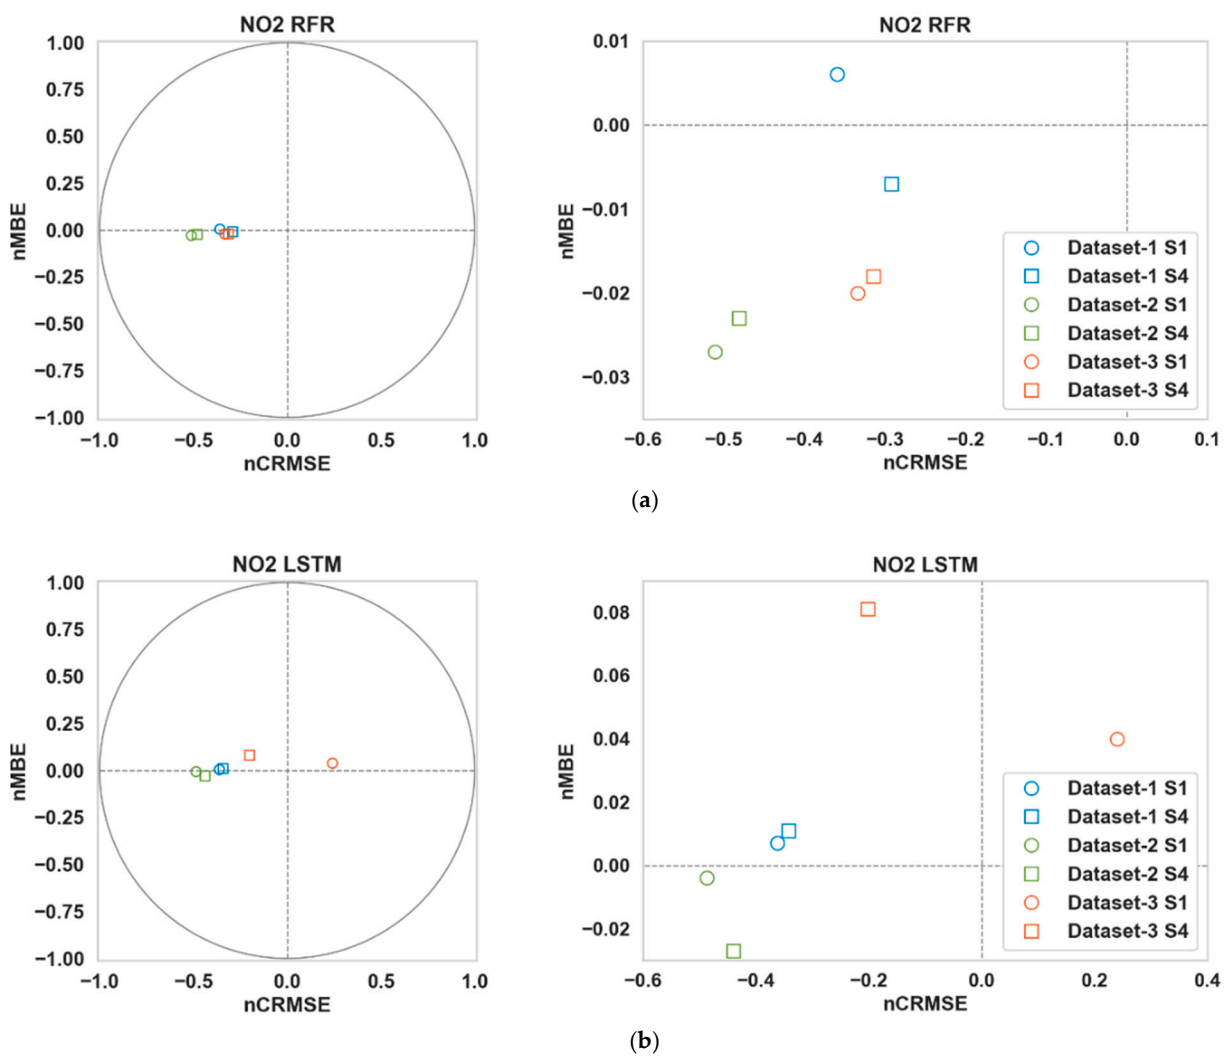 NO2 RFR
1.00
0.75
0.50
0.25
0.00
−0.25
−0.50
−0.75
−1.00
nMBE
−1.0 −0.5 0.0 0.5 1.0
nCRMSE
NO2 RFR
0.01
0.00
−0.01
−0.02
−0.03
nMBE
Dataset-1 S1
Dataset-1 S4
Dataset-2 S1
Dataset-2 S4
Dataset-3 S1
Dataset-3 S4
−0.6 −0.5 −0.4 −0.3 −0.2 −0.1 0.0 0.1
nCRMSE
(a)
NO2 LSTM
1.00
0.75
0.50
0.25
0.00
−0.25
−0.50
−0.75
−1.00
nMBE
−1.0 −0.5 0.0 0.5 1.0
nCRMSE
NO2 LSTM
0.08
0.06
0.04
0.02
0.00
−0.02
nMBE
Dataset-1 S1
Dataset-1 S4
Dataset-2 S1
Dataset-2 S4
Dataset-3 S1
Dataset-3 S4
−0.6 −0.4 −0.2 0.0 0.2 0.4
nCRMSE
(b)